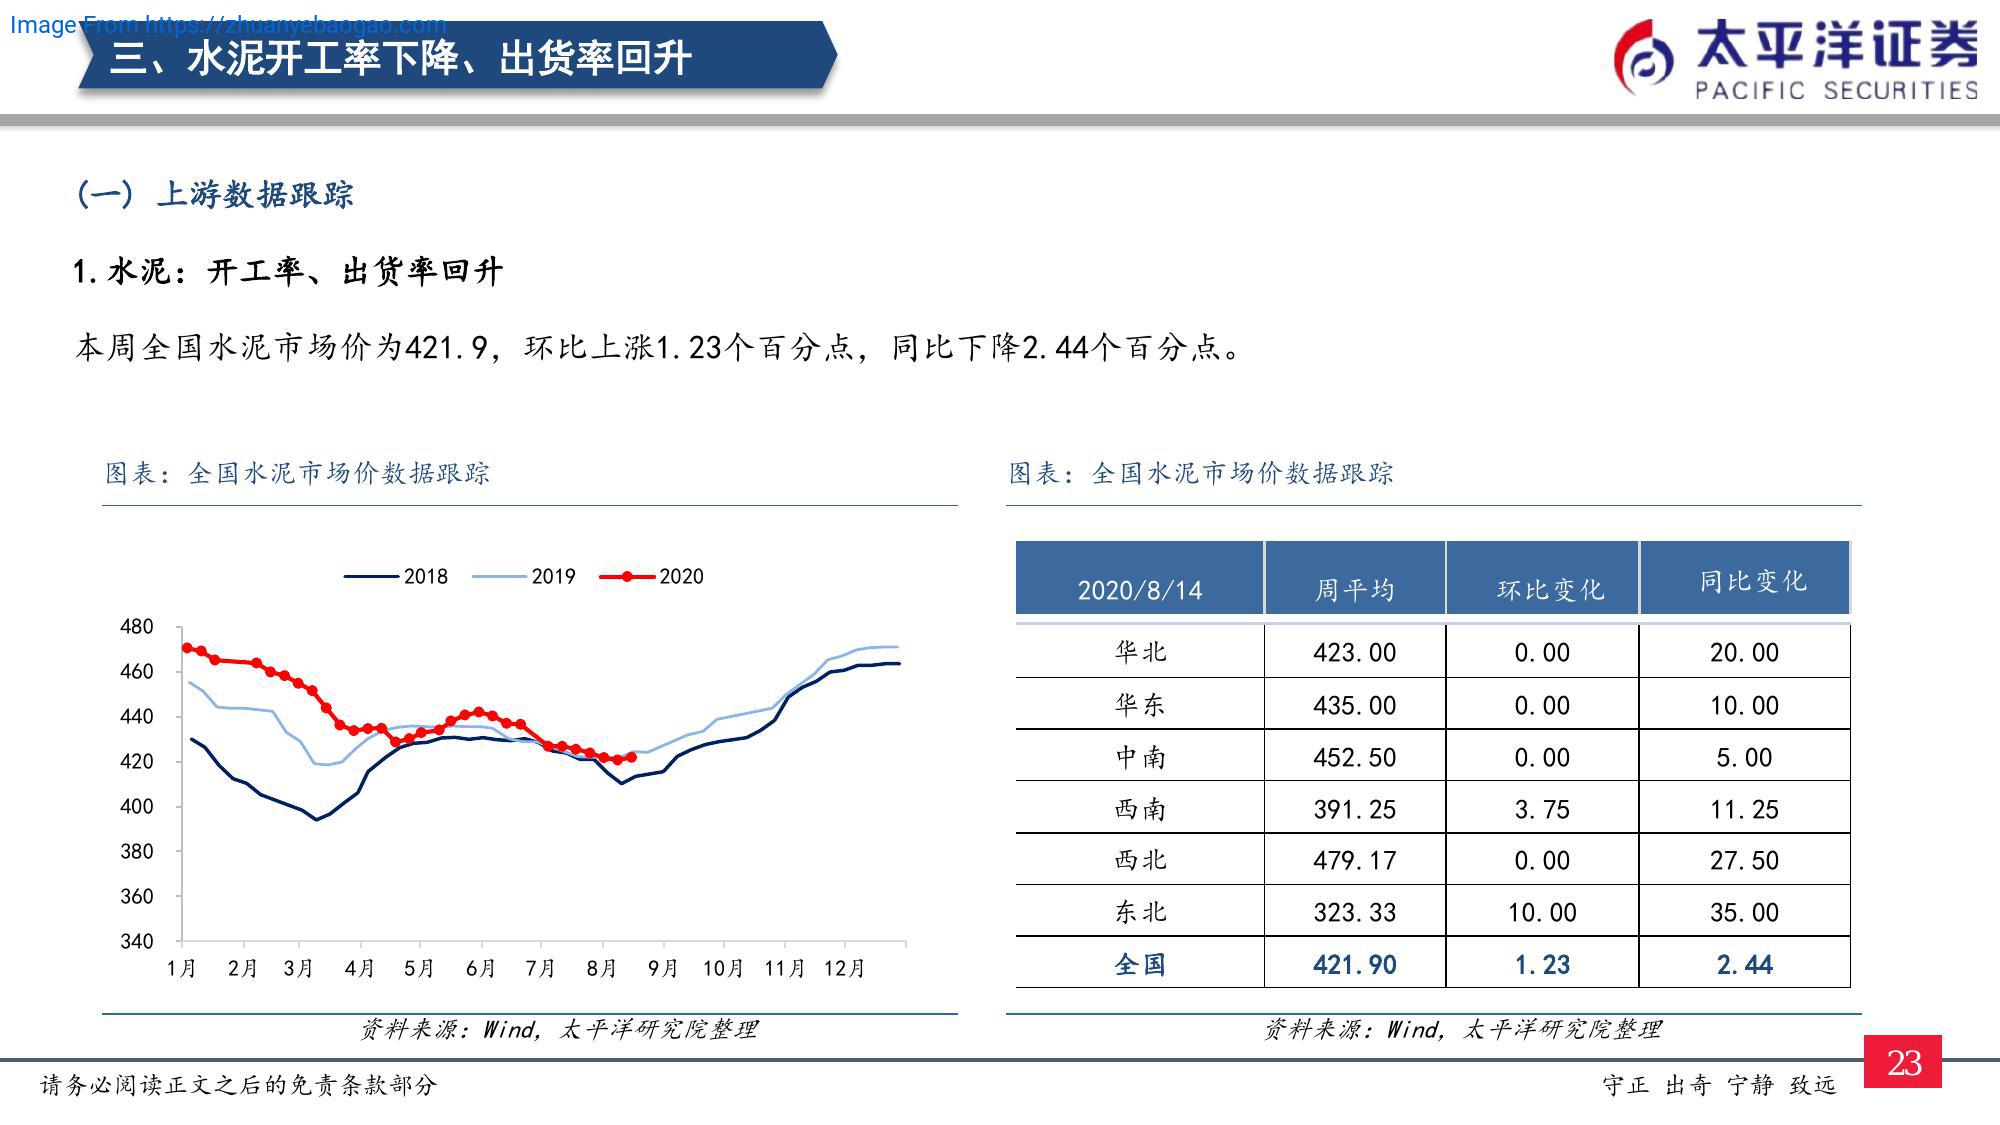 Image From https://zhuanyebaogao.com
三、水泥开工率下降、出货率回升
太平洋证券
PACIFIC SECURITIES
(一) 上游数据跟踪
1.水泥：开工率、出货率回升
本周全国水泥市场价为421.9，环比上涨1.23个百分点，同比下降2.44个百分点。
图表：全国水泥市场价数据跟踪
2018 2019 2020
480
460
440
420
400
380
360
340
1月 2月 3月 4月 5月 6月 7月 8月 9月 10月 11月 12月
资料来源：Wind，太平洋研究院整理
图表：全国水泥市场价数据跟踪
2020/8/14 周平均 环比变化 同比变化
华北 423.00 0.00 20.00
华东 435.00 0.00 10.00
中南 452.50 0.00 5.00
西南 391.25 3.75 11.25
西北 479.17 0.00 27.50
东北 323.33 10.00 35.00
全国 421.90 1.23 2.44
资料来源：Wind，太平洋研究院整理
请务必阅读正文之后的免责条款部分
守正 出奇 宁静 致远
23